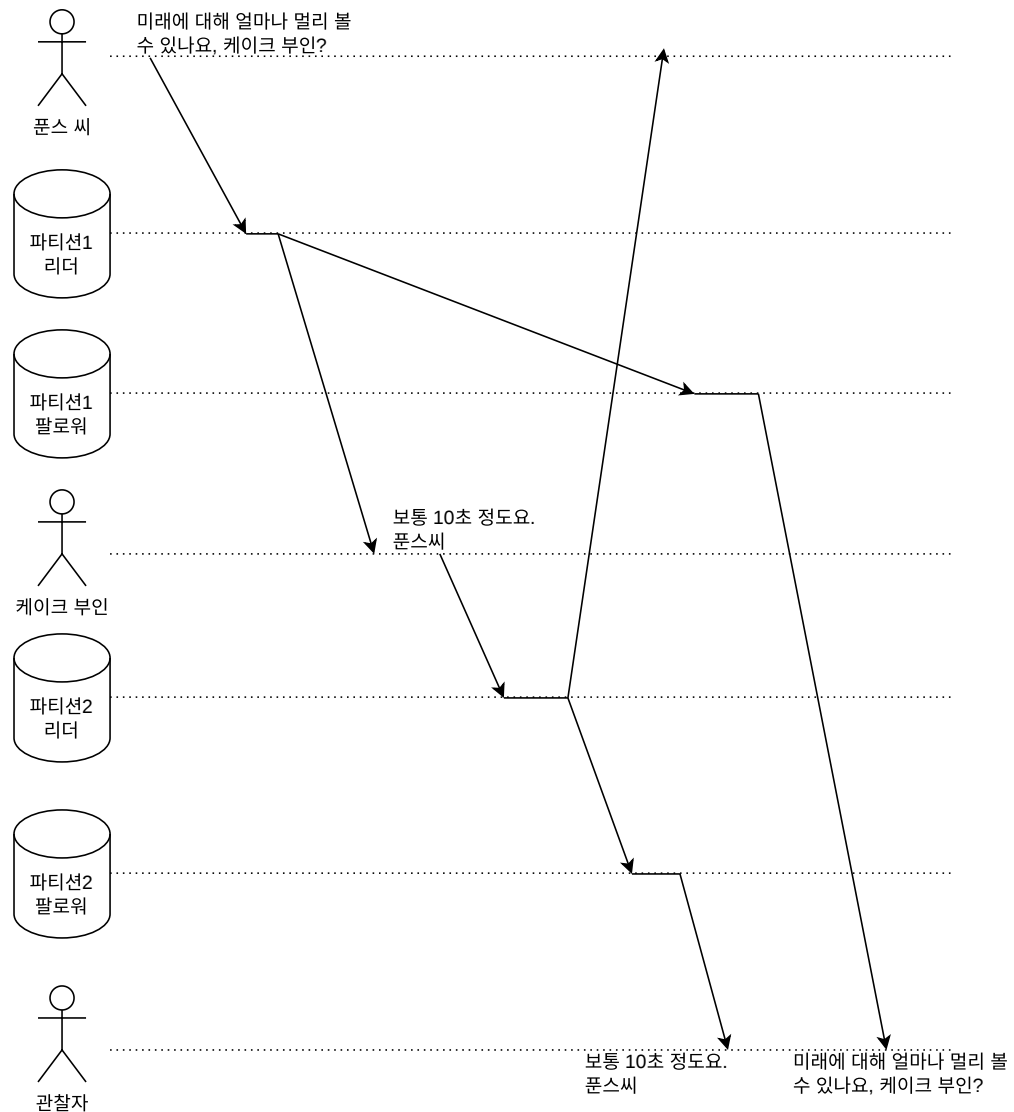 미래에 대해 얼마나 멀리 볼
수 있나요, 케이크 부인?
푼스 씨
파티션1
리더
파티션1
팔로워
보통 10초 정도요.
푼스씨
케이크 부인
파티션2
리더
파티션2
팔로워
보통 10초 정도요.
푼스씨
미래에 대해 얼마나 멀리 볼
수 있나요, 케이크 부인?
관찰자